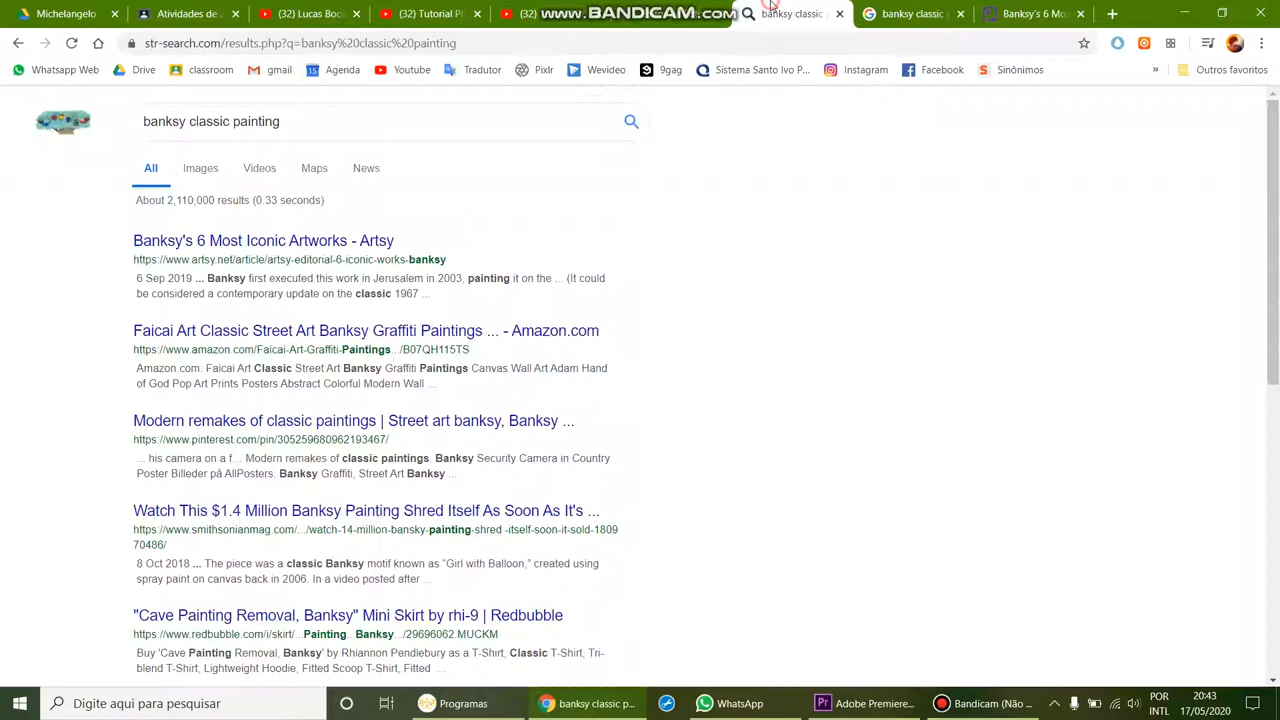 www.BANDICAM.com
Michelangelo
Atividades de
(32) Lucas Boc
(32) Tutorial P
(32)
banksy classic
banksy classic
Banksy's 6 Mo
str-search.com/results.php?q=banksy%20classic%20painting
Whatsapp Web
Drive
classroom
gmail
Agenda
Youtube
Tradutor
Pixlr
Wevideo
9gag
Sistema Santo Ivo P...
Instagram
Facebook
Sinônimos
»
Outros favoritos
banksy classic painting
All Images Videos Maps News
About 2,110,000 results (0.33 seconds)
Banksy's 6 Most Iconic Artworks - Artsy
https://www.artsy.net/article/artsy-editorial-6-iconic-works-banksy
6 Sep 2019 ... Banksy first executed this work in Jerusalem in 2003, painting it on the ... (It could
be considered a contemporary update on the classic 1967 ...
Faicai Art Classic Street Art Banksy Graffiti Paintings ... - Amazon.com
https://www.amazon.com/Faicai-Art-Graffiti-Paintings.../B07QH115TS
Amazon.com. Faicai Art Classic Street Art Banksy Graffiti Paintings Canvas Wall Art Adam Hand
of God Pop Art Prints Posters Abstract Colorful Modern Wall ...
Modern remakes of classic paintings | Street art banksy, Banksy ...
https://www.pinterest.com/pin/305259680962193467/
... his camera on a f... Modern remakes of classic paintings. Banksy Security Camera in Country
Poster Billeder på AllPosters. Banksy Graffiti, Street Art Banksy ...
Watch This $1.4 Million Banksy Painting Shred Itself As Soon As It's ...
https://www.smithsonianmag.com/.../watch-14-million-bansky-painting-shred -itself-soon-it-sold-1809
70486/
8 Oct 2018 ... The piece was a classic Banksy motif known as "Girl with Balloon," created using
spray paint on canvas back in 2006. In a video posted after ...
"Cave Painting Removal, Banksy" Mini Skirt by rhi-9 | Redbubble
https://www.redbubble.com/i/skirt/...Painting...Banksy.../29696062.MUCKM
Buy 'Cave Painting Removal, Banksy' by Rhiannon Pendlebury as a T-Shirt, Classic T-Shirt, Tri-
blend T-Shirt, Lightweight Hoodie, Fitted Scoop T-Shirt, Fitted ...
Digite aqui para pesquisar
Programas
banksy classic p...
WhatsApp
Adobe Premiere...
Bandicam (Não ...
POR
INTL
20:43
17/05/2020